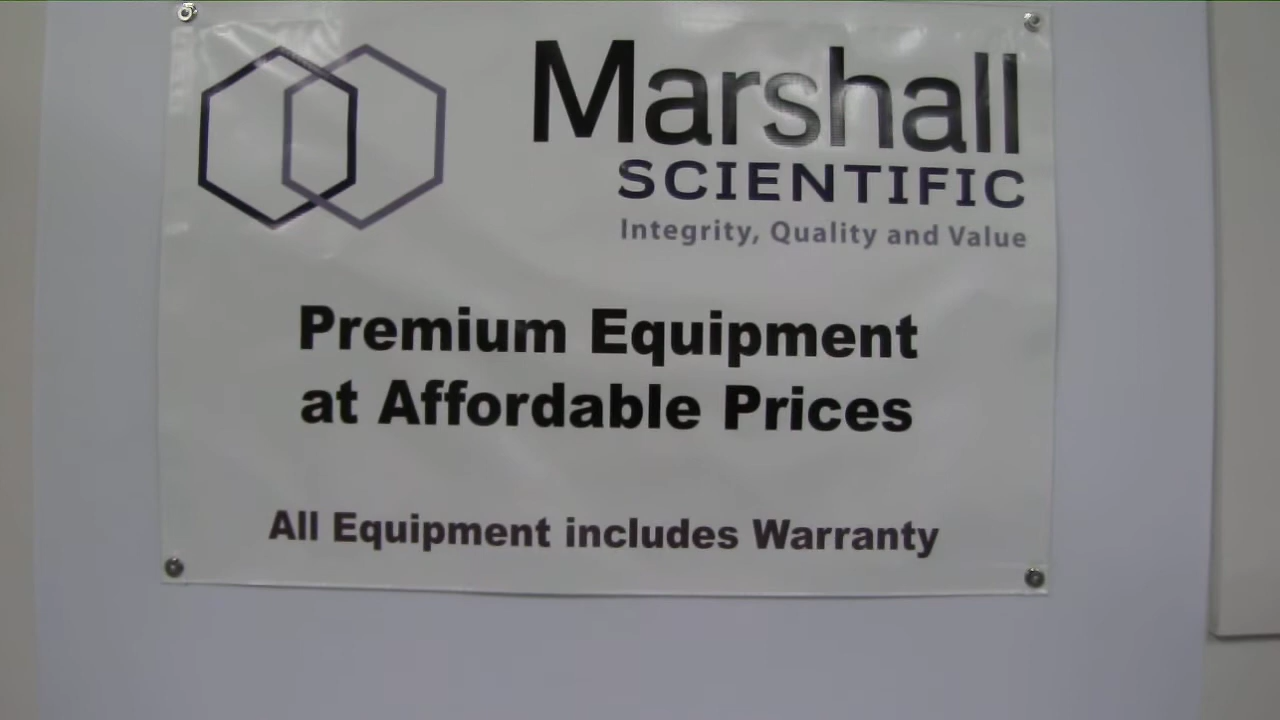 Marshall
SCIENTIFIC
Integrity, Quality and Value
Premium Equipment
at Affordable Prices
All Equipment includes Warranty